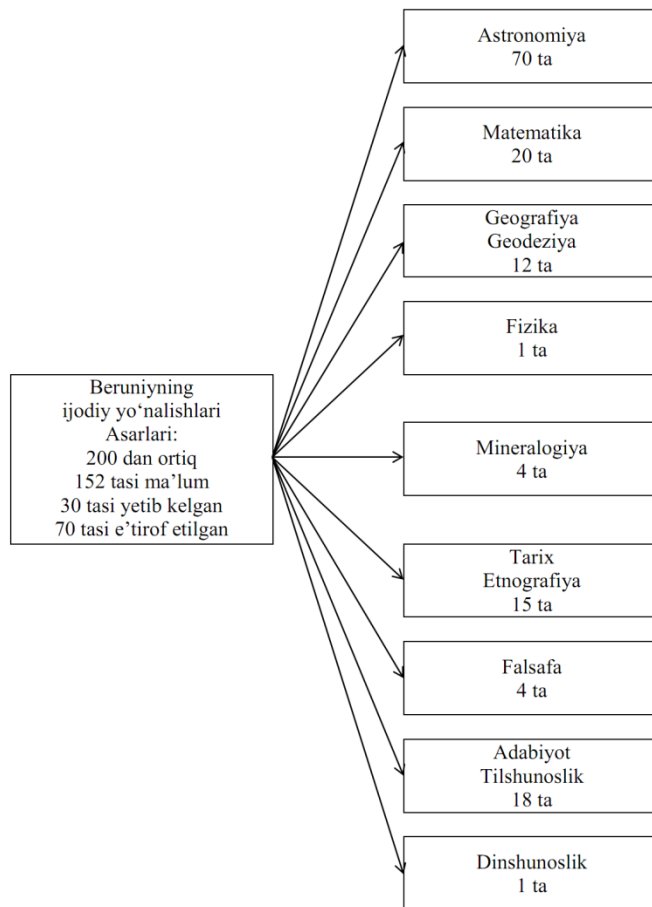 Astronomiya
70 ta
Matematika
20 ta
Geografiya
Geodeziya
12 ta
Fizika
1 ta
Beruniyning
ijodiy yo‘nalishlari
Asarlari:
200 dan ortiq
152 tasi ma’lum
30 tasi yetib kelgan
70 tasi e’tirof etilgan
Mineralogiya
4 ta
Tarix
Etnografiya
15 ta
Falsafa
4 ta
Adabiyot
Tilshunoslik
18 ta
Dinshunoslik
1 ta